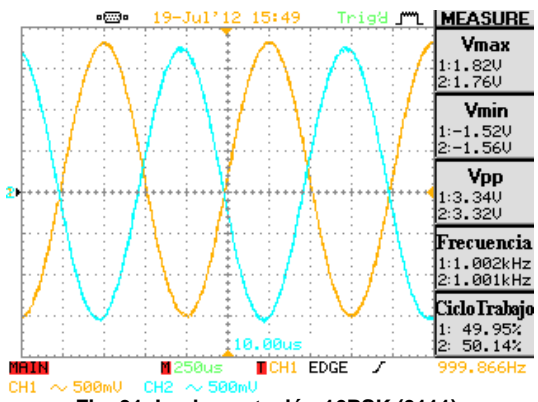 19-Jul'12 15:49 Trig'd MEASURE
Vmax
1:1.82V
2:1.76V
Vmin
1:-1.52V
2:-1.56V
Vpp
1:3.34V
2:3.32V
Frecuencia
1:1.002kHz
2:1.001kHz
CicloTrabajo
1: 49.95%
2: 50.14%
2
10.00us
MAIN M 250us T CH1 EDGE 999.866Hz
CH1 ~ 500mV CH2 ~ 500mV